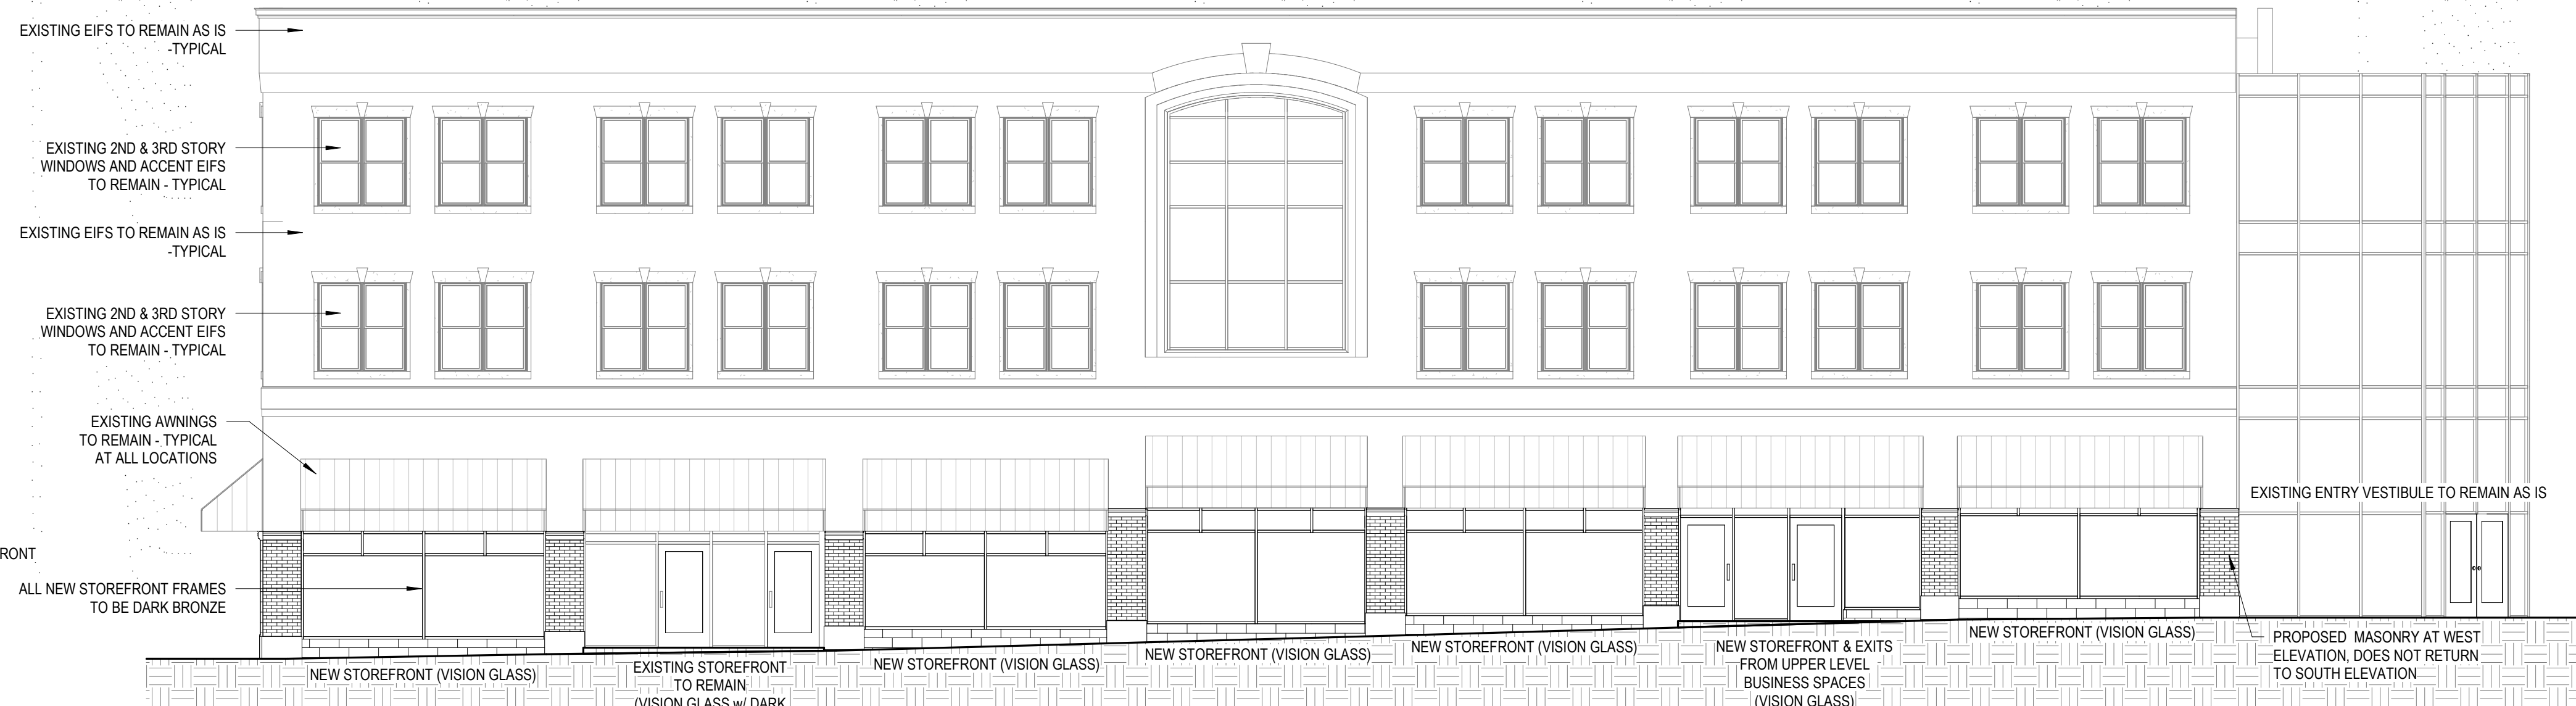 EXISTING EIFS TO REMAIN AS IS
-TYPICAL
EXISTING 2ND & 3RD STORY
WINDOWS AND ACCENT EIFS
TO REMAIN - TYPICAL
EXISTING EIFS TO REMAIN AS IS
-TYPICAL
EXISTING 2ND & 3RD STORY
WINDOWS AND ACCENT EIFS
TO REMAIN - TYPICAL
EXISTING AWNINGS
TO REMAIN - TYPICAL
AT ALL LOCATIONS
RONT
ALL NEW STOREFRONT FRAMES
TO BE DARK BRONZE
EXISTING ENTRY VESTIBULE TO REMAIN AS IS
NEW STOREFRONT (VISION GLASS)
EXISTING STOREFRONT
TO REMAIN
(VISION GLASS w/ DARK
NEW STOREFRONT (VISION GLASS)
NEW STOREFRONT (VISION GLASS)
NEW STOREFRONT (VISION GLASS)
NEW STOREFRONT & EXITS
FROM UPPER LEVEL
BUSINESS SPACES
(VISION GLASS)
NEW STOREFRONT (VISION GLASS)
PROPOSED MASONRY AT WEST
ELEVATION, DOES NOT RETURN
TO SOUTH ELEVATION